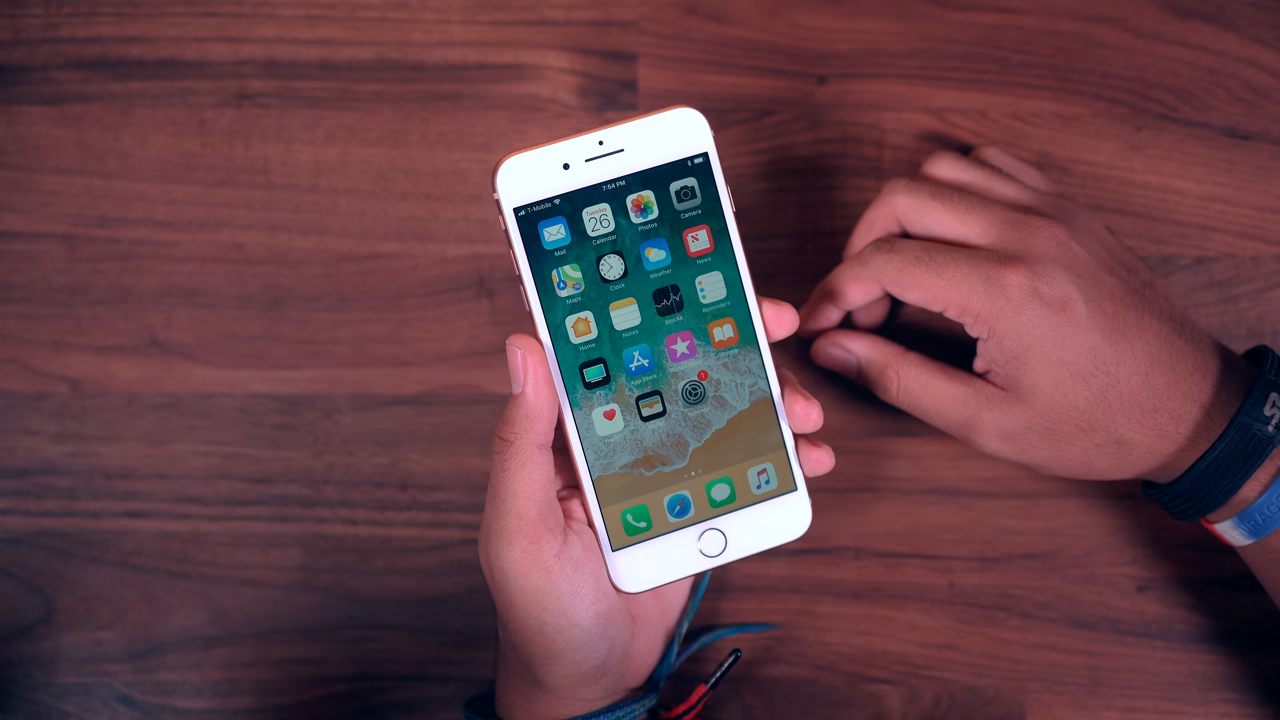 T-Mobile
7:54 PM
Mail
Tuesday
26
Calendar
Photos
Camera
Maps
Clock
Weather
News
Home
Notes
Stocks
Reminders
App Store
1